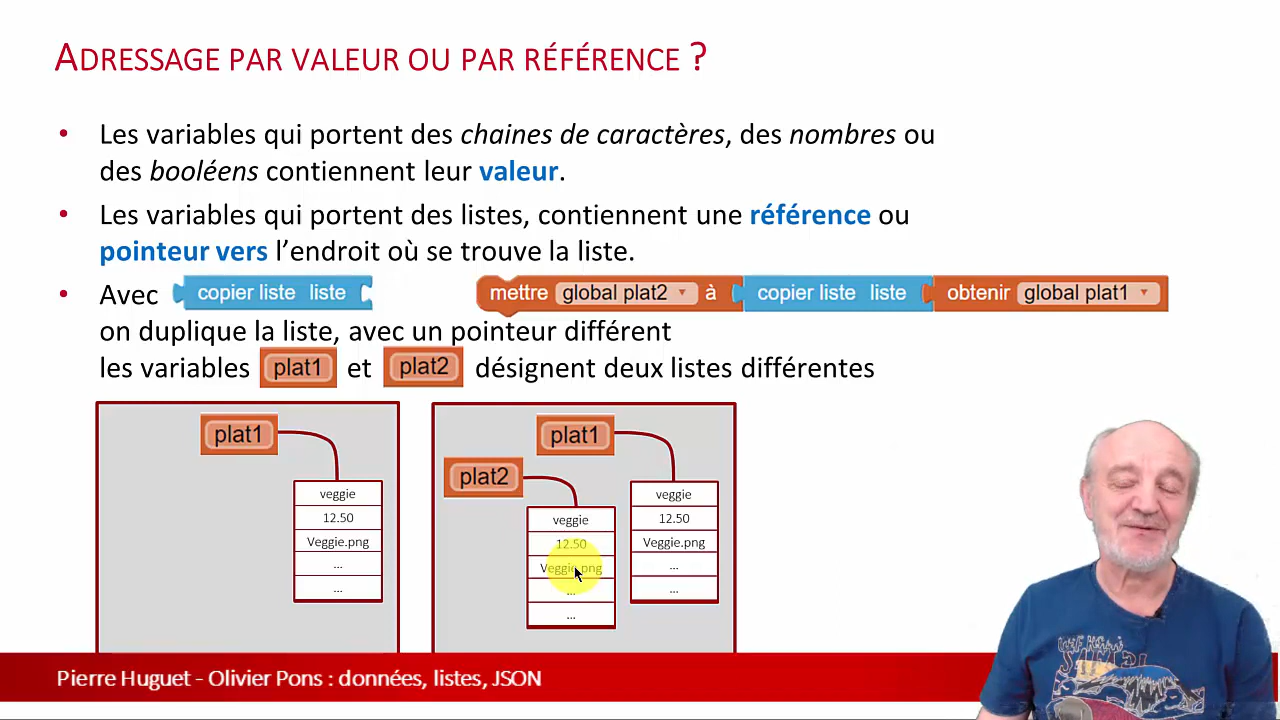 ADRESSAGE PAR VALEUR OU PAR RÉFÉRENCE ?
• Les variables qui portent des chaines de caractères, des nombres ou
des booléens contiennent leur valeur.
• Les variables qui portent des listes, contiennent une référence ou
pointeur vers l’endroit où se trouve la liste.
• Avec copier liste liste mettre global plat2 à copier liste liste obtenir global plat1
on duplique la liste, avec un pointeur différent
les variables plat1 et plat2 désignent deux listes différentes
plat1
veggie
12.50
Veggie.png
...
...
plat1
plat2
veggie
12.50
Veggie.png
...
...
veggie
12.50
Veggie.png
...
...
Pierre Huguet - Olivier Pons : données, listes, JSON